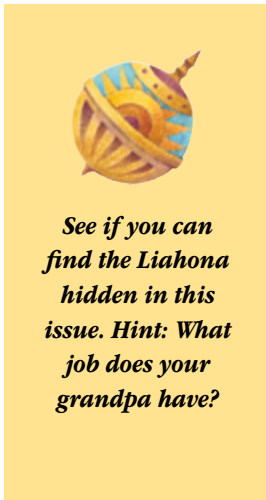 See if you can
find the Liahona
hidden in this
issue. Hint: What
job does your
grandpa have?